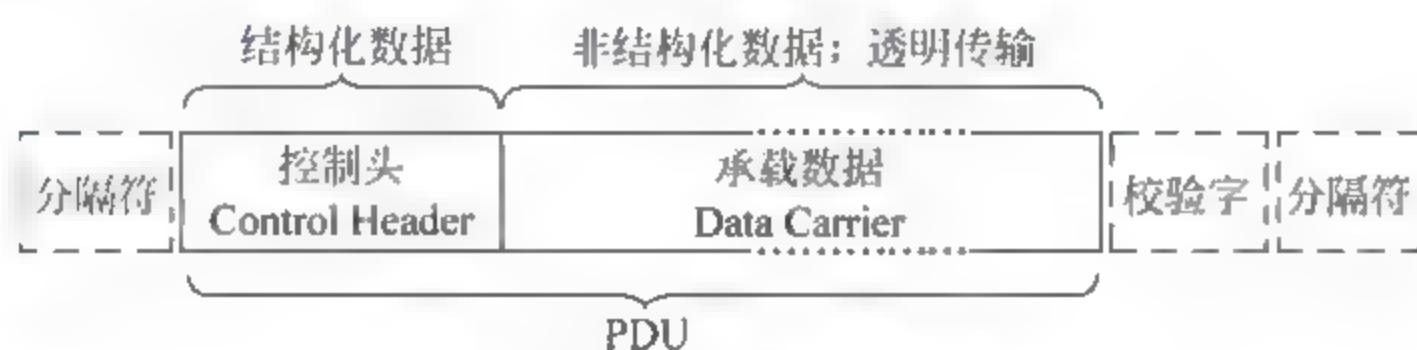 结构化数据
非结构化数据；透明传输
分隔符
控制头
Control Header
承载数据
Data Carrier
校验字
分隔符
PDU